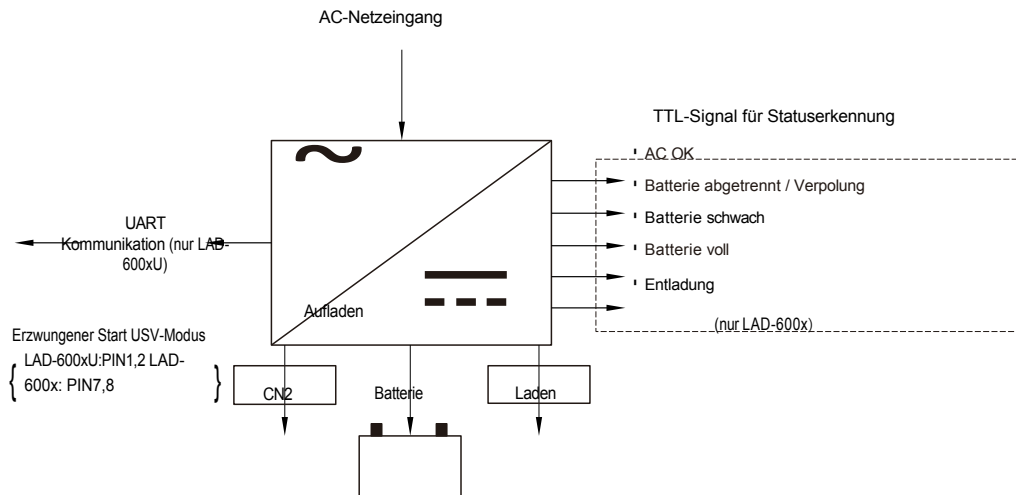 AC-Netzeingang
TTL-Signal für Statuserkennung
' AC OK
' Batterie abgetrennt / Verpolung
' Batterie schwach
' Batterie voll
' Entladung
(nur LAD-600x)
UART
Kommunikation (nur LAD-
600xU)
Aufladen
Erzwungener Start USV-Modus
{ LAD-600xU:PIN1,2 LAD-
600x: PIN7,8 }
CN2
Batterie
Laden